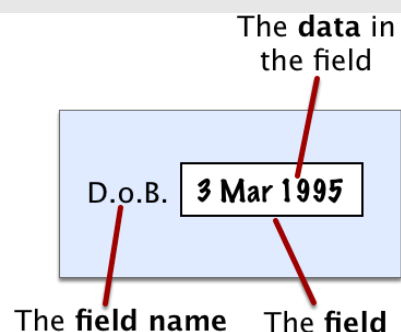 The data in
the field
D.o.B. 3 Mar 1995
The field name
The field